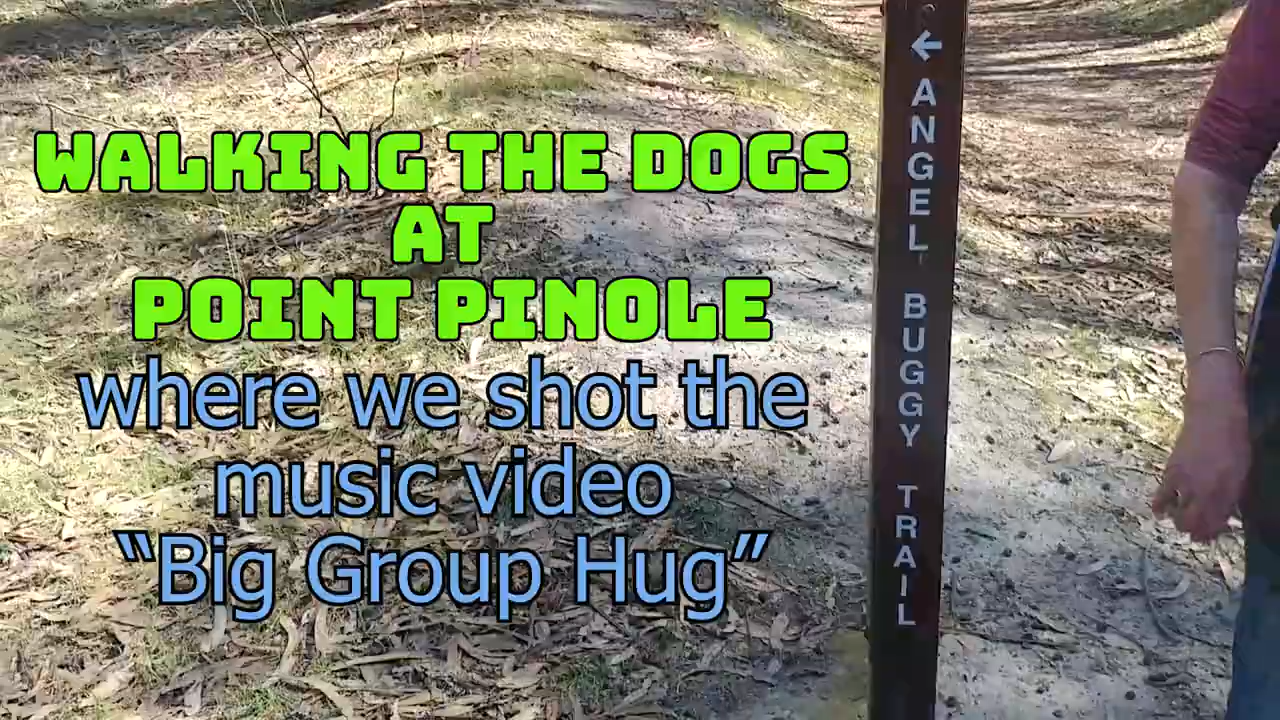 WALKING THE DOGS
AT
POINT PINOLE
where we shot the
music video
“Big Group Hug”
← ANGEL BUGGY TRAIL